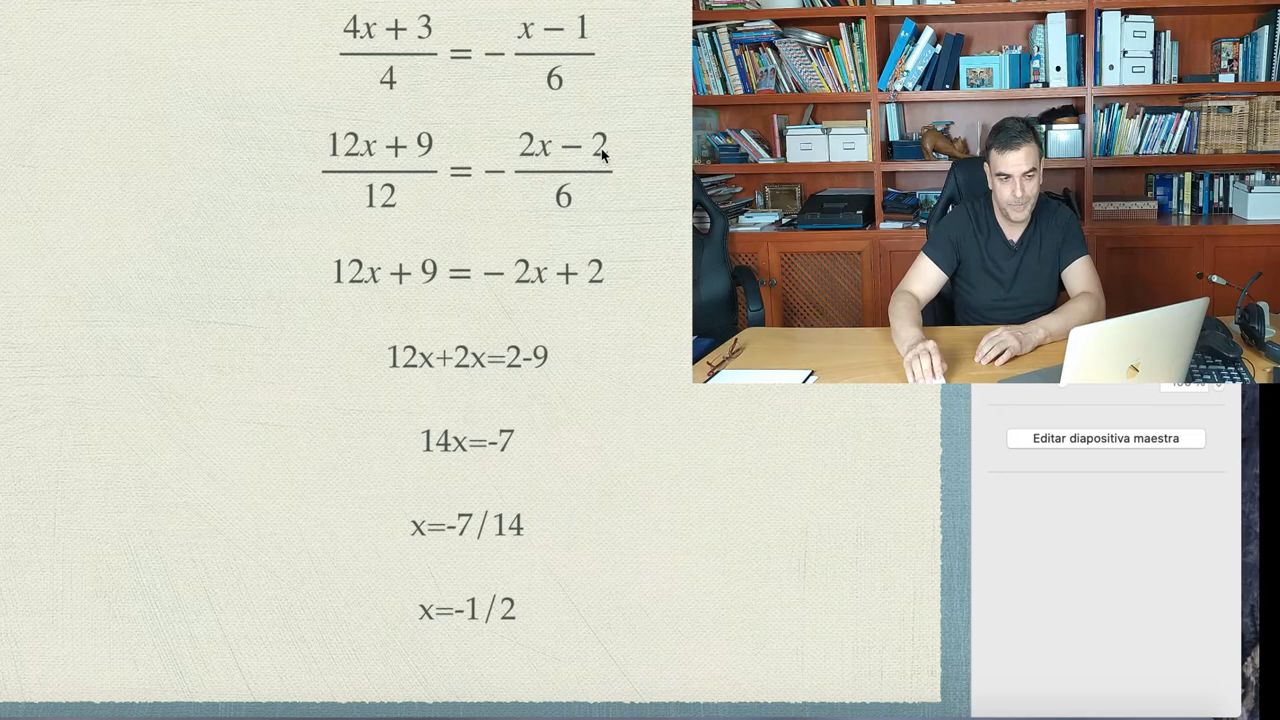 4x + 3 / 4 = − x − 1 / 6
12x + 9 / 12 = − 2x − 2 / 6
12x + 9 = − 2x + 2
12x+2x=2-9
14x=-7
x=-7/14
x=-1/2
Editar diapositiva maestra